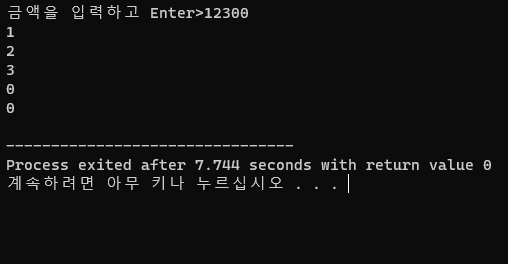 금액을 입력하고 Enter>12300
1
2
3
0
0
--------------------------------
Process exited after 7.744 seconds with return value 0
계속하려면 아무 키나 누르십시오 . . .